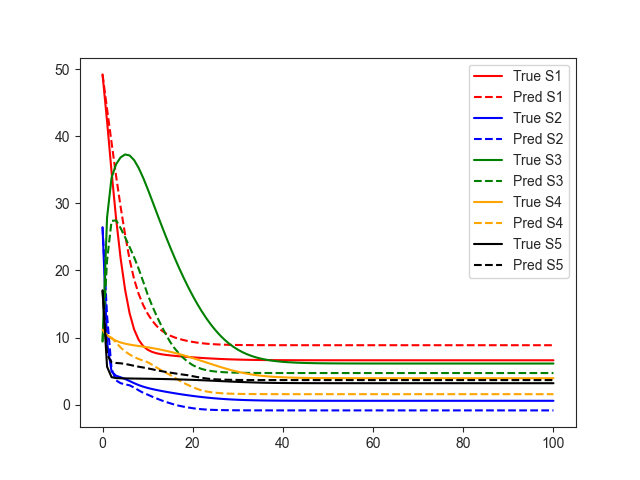 50
40
30
20
10
0
0 20 40 60 80 100
True S1
Pred S1
True S2
Pred S2
True S3
Pred S3
True S4
Pred S4
True S5
Pred S5